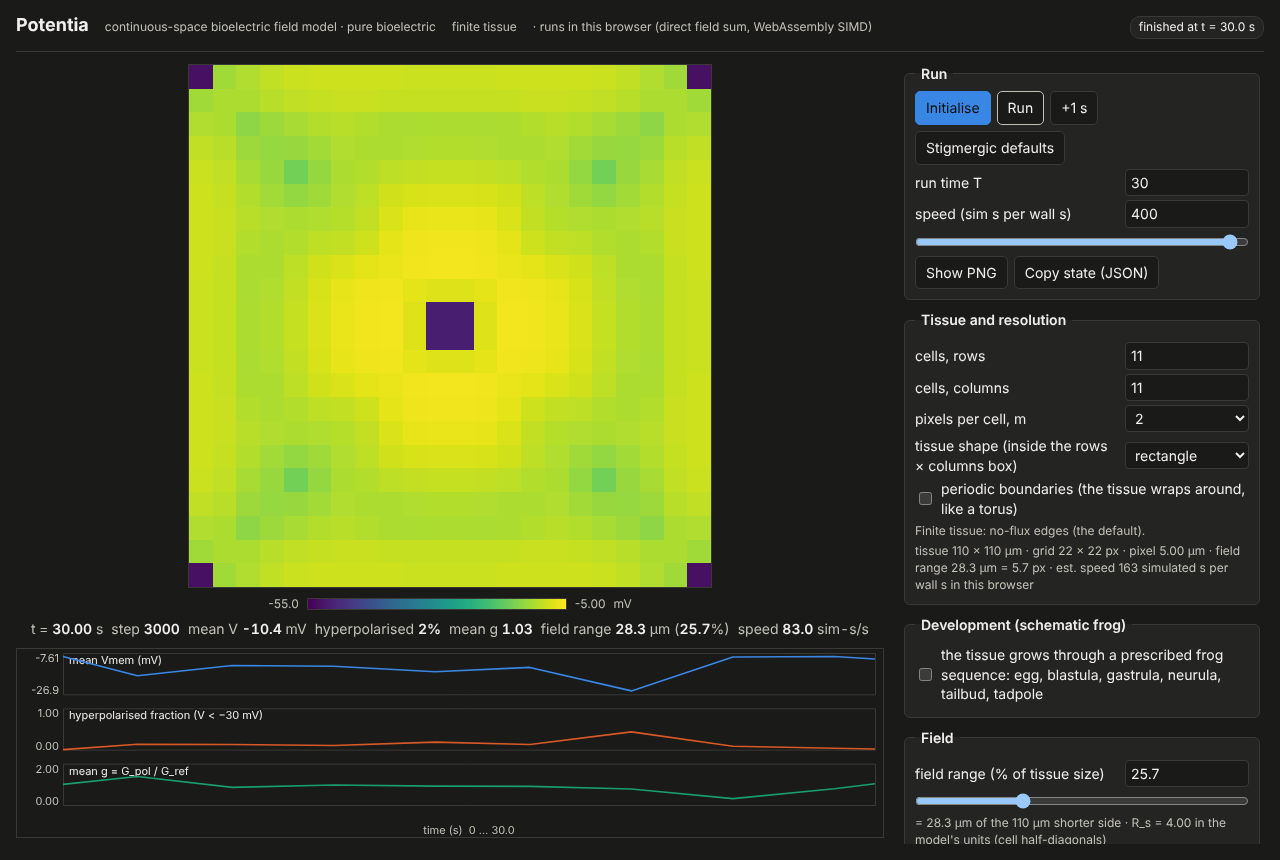 Potentia continuous-space bioelectric field model · pure bioelectric finite tissue · runs in this browser (direct field sum, WebAssembly SIMD) finished at t = 30.0 s
-55.0 -5.00 mV
t = 30.00 s step 3000 mean V -10.4 mV hyperpolarised 2% mean g 1.03 field range 28.3 µm (25.7%) speed 83.0 sim-s/s
-7.61 mean Vmem (mV)
-26.9
1.00 hyperpolarised fraction (V < −30 mV)
0.00
2.00 mean g = G_pol / G_ref
0.00
time (s) 0 … 30.0
Run
Initialise Run +1 s
Stigmergic defaults
run time T 30
speed (sim s per wall s) 400
Show PNG Copy state (JSON)
Tissue and resolution
cells, rows 11
cells, columns 11
pixels per cell, m 2
tissue shape (inside the rows
× columns box) rectangle
periodic boundaries (the tissue wraps around,
like a torus)
Finite tissue: no-flux edges (the default).
tissue 110 × 110 µm · grid 22 × 22 px · pixel 5.00 µm · field
range 28.3 µm = 5.7 px · est. speed 163 simulated s per
wall s in this browser
Development (schematic frog)
the tissue grows through a prescribed frog
sequence: egg, blastula, gastrula, neurula,
tailbud, tadpole
Field
field range (% of tissue size) 25.7
= 28.3 µm of the 110 µm shorter side · R_s = 4.00 in the
model's units (cell half-diagonals)